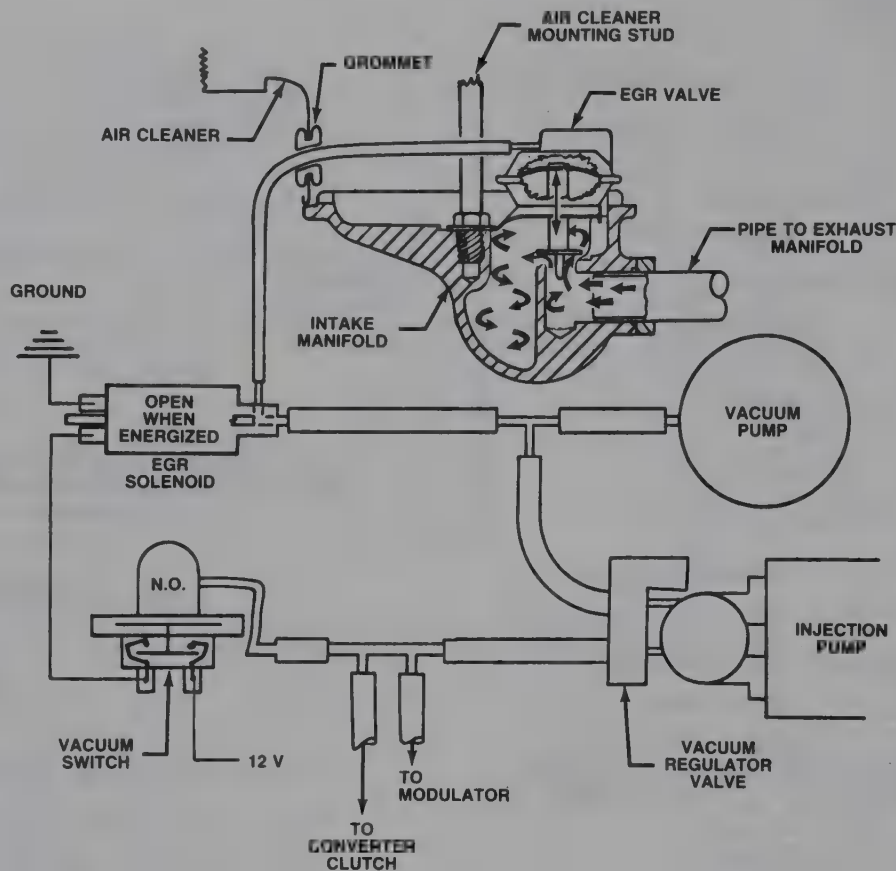 AIR CLEANER
MOUNTING STUD
GROMMET
EGR VALVE
AIR CLEANER
PIPE TO EXHAUST
MANIFOLD
GROUND
INTAKE
MANIFOLD
OPEN
WHEN
ENERGIZED
VACUUM
PUMP
EGR
SOLENOID
N.O.
INJECTION
PUMP
VACUUM
SWITCH
12 V
TO
MODULATOR
VACUUM
REGULATOR
VALVE
TO
CONVERTER
CLUTCH